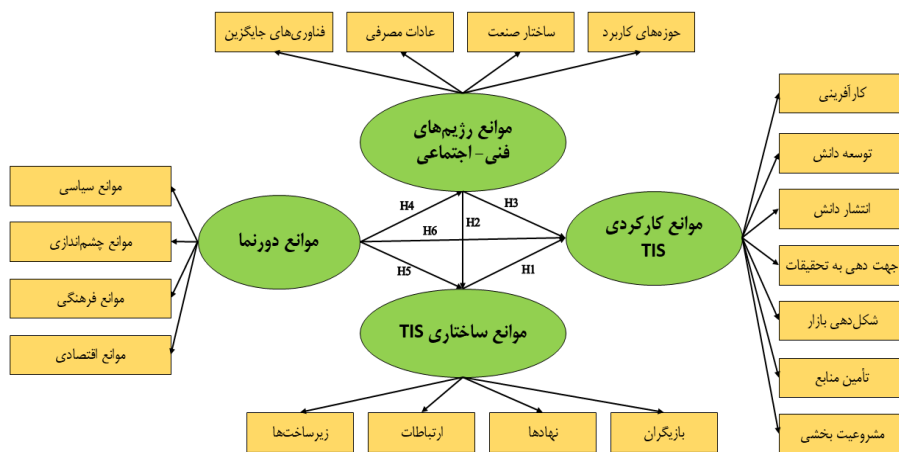 حوزه‌های کاربرد
ساختار صنعت
عادات مصرفی
فناوری‌های جایگزین
موانع رژیم‌های
فنی - اجتماعی
کارآفرینی
توسعه دانش
انتشار دانش
جهت دهی به تحقیقات
شکل‌دهی بازار
تأمین منابع
مشروعیت بخشی
موانع کارکردی
TIS
H3
H2
H4
H6
H1
H5
موانع دورنما
موانع سیاسی
موانع چشم‌اندازی
موانع فرهنگی
موانع اقتصادی
موانع ساختاری TIS
بازیگران
نهادها
ارتباطات
زیرساخت‌ها